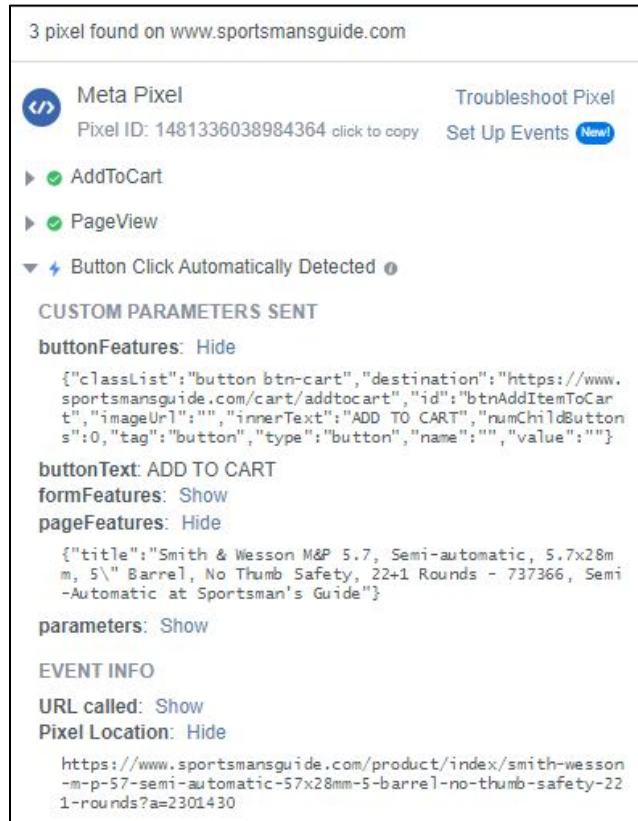 3 pixel found on www.sportsmansguide.com
Meta Pixel
Troubleshoot Pixel
Pixel ID: 1481336038984364 click to copy
Set Up Events New!
AddToCart
PageView
Button Click Automatically Detected
CUSTOM PARAMETERS SENT
buttonFeatures: Hide
{"classList":"button btn-cart","destination":"https://www.
sportsmansguide.com/cart/addtocart","id":"btnAddItemToCar
t","imageUrl":"","innerText":"ADD TO CART","numChildButton
s":0,"tag":"button","type":"button","name":"","value":""}
buttonText: ADD TO CART
formFeatures: Show
pageFeatures: Hide
{"title":"Smith & Wesson M&P 5.7, Semi-automatic, 5.7x28m
m, 5\" Barrel, No Thumb Safety, 22+1 Rounds - 737366, Semi
-Automatic at Sportsman's Guide"}
parameters: Show
EVENT INFO
URL called: Show
Pixel Location: Hide
https://www.sportsmansguide.com/product/index/smith-wesson
-m-p-57-semi-automatic-57x28mm-5-barrel-no-thumb-safety-22
1-rounds?a=2301430